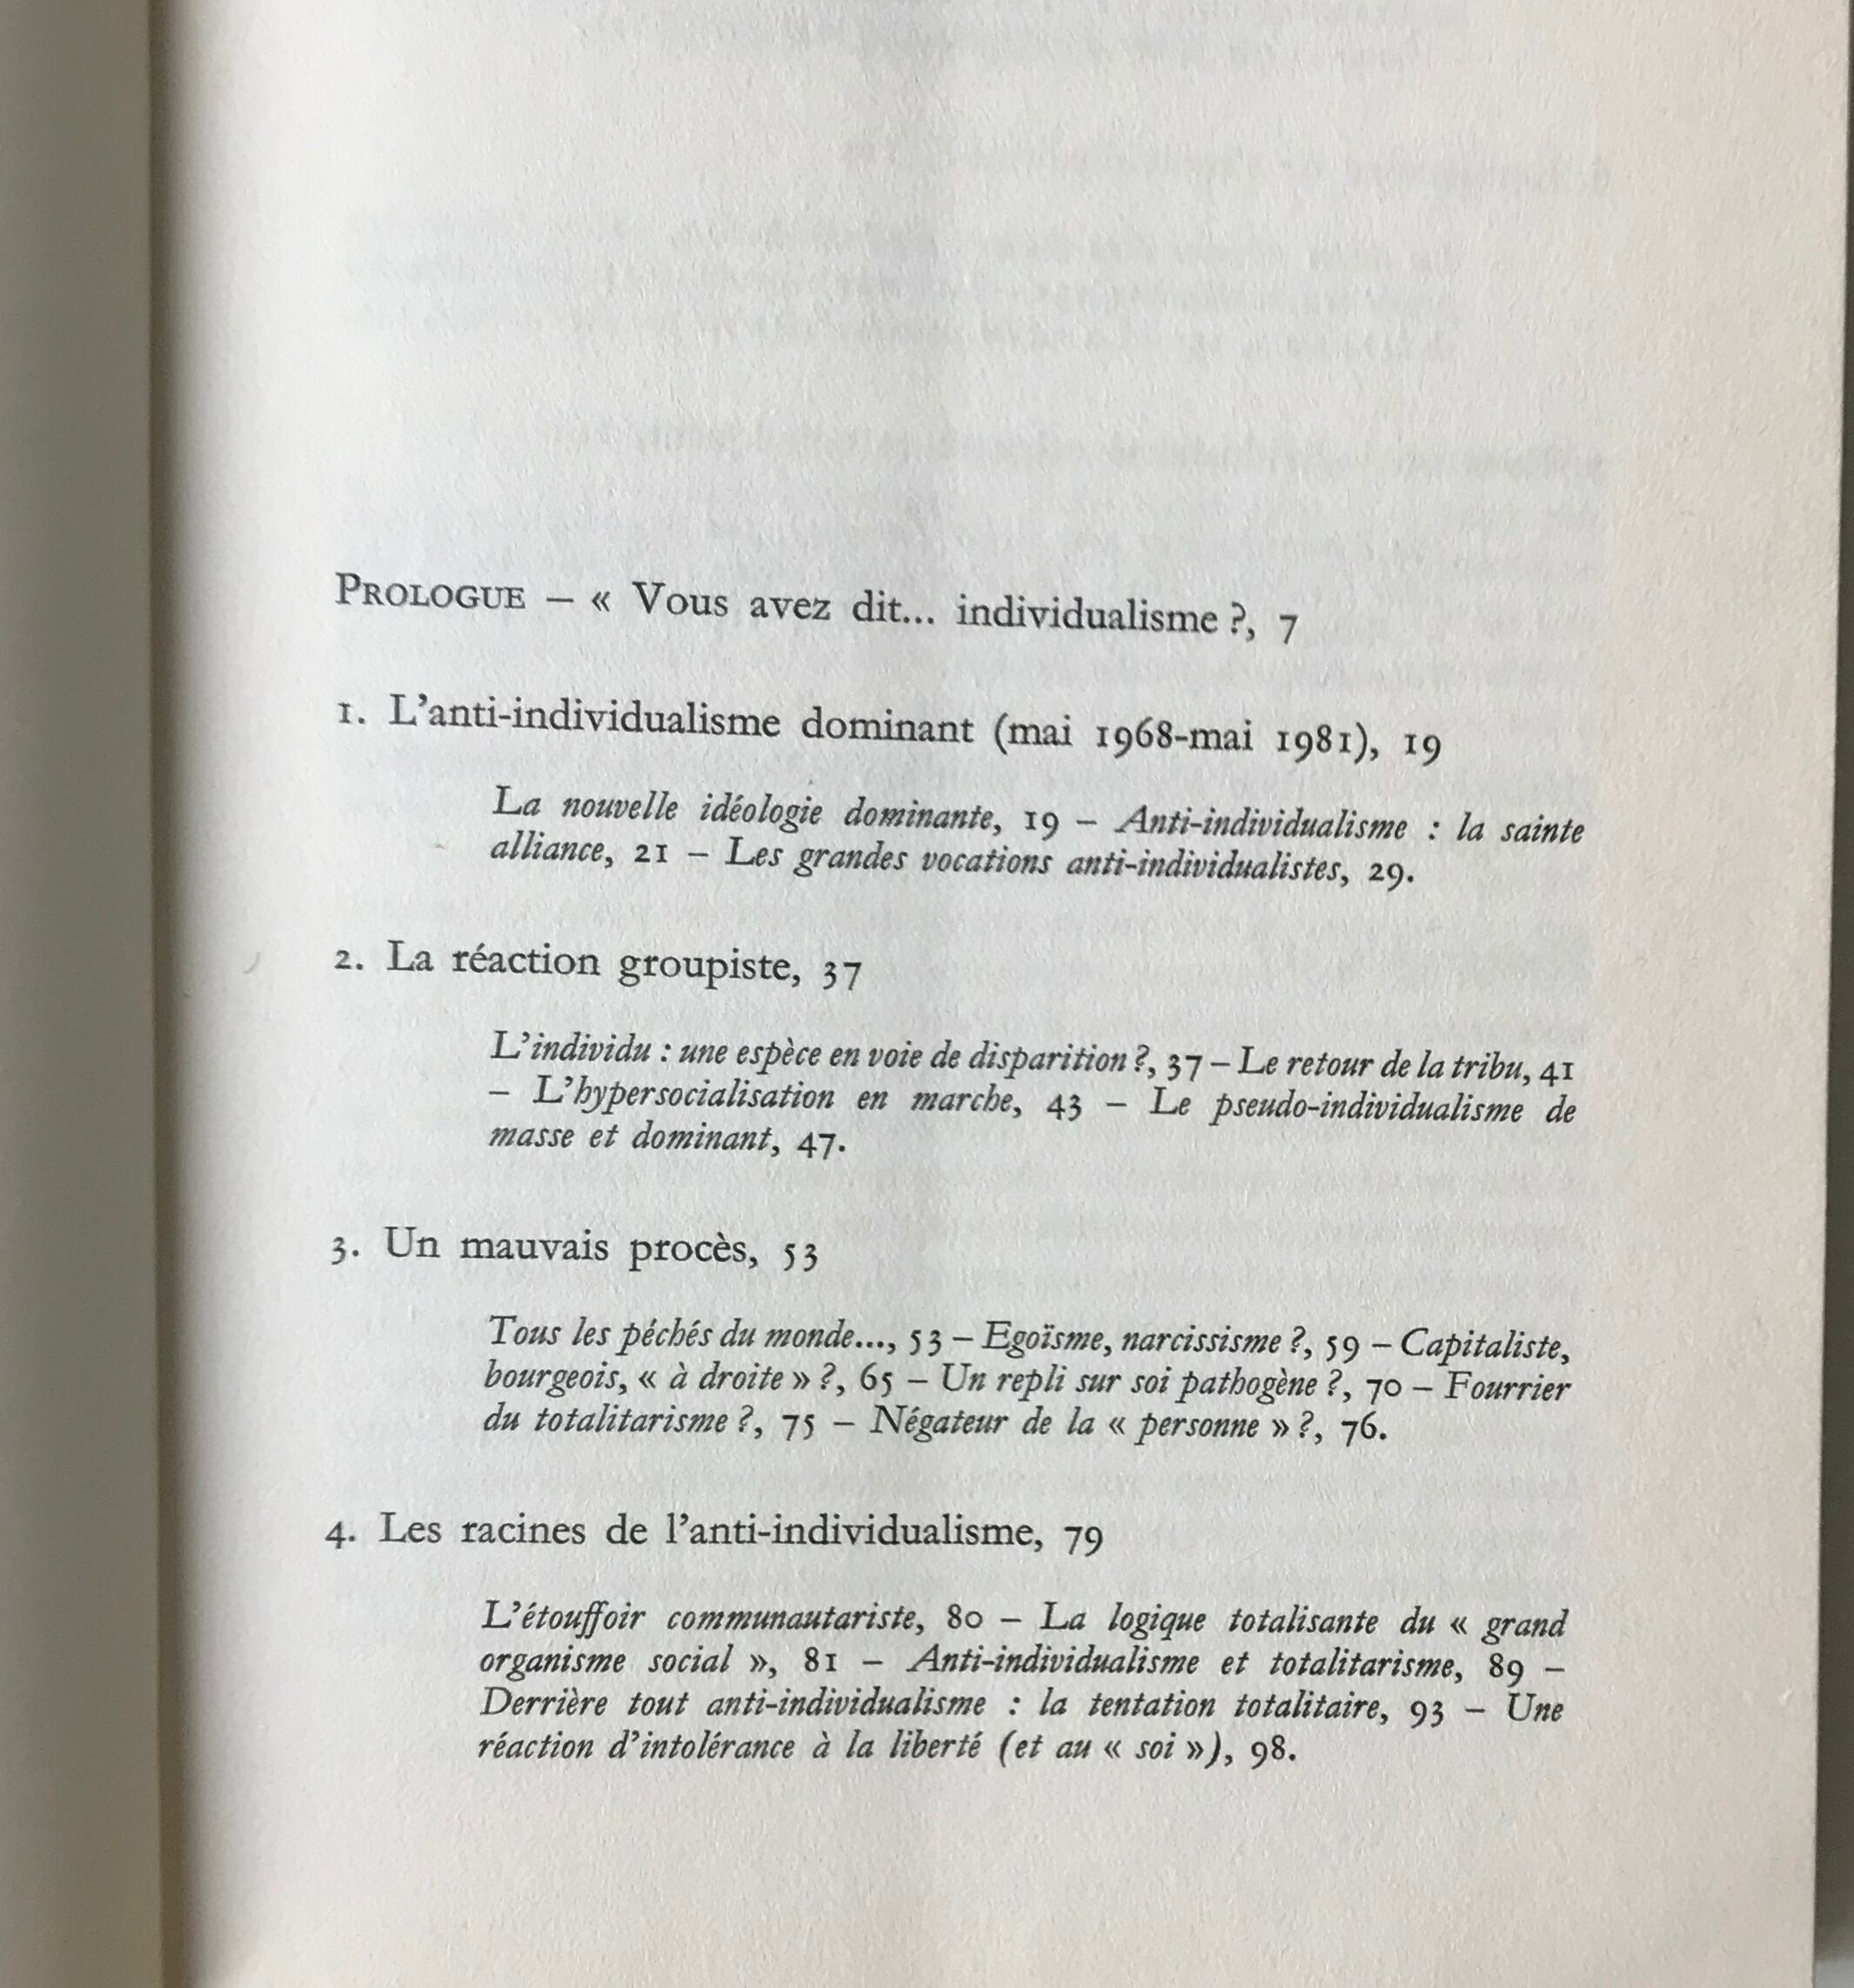 PROLOGUE — « Vous avez dit... individualisme ?, 7
1. L'anti-individualisme dominant (mai 1968-mai 1981), 19
La nouvelle idéologie dominante, 19 — Anti-individualisme : la sainte
alliance, 21 — Les grandes vocations anti-individualistes, 29.
2. La réaction groupiste, 37
L'individu : une espèce en voie de disparition ?, 37 — Le retour de la tribu, 41
— L'hypersocialisation en marche, 43 — Le pseudo-individualisme de
masse et dominant, 47.
3. Un mauvais procès, 53
Tous les péchés du monde..., 53 — Egoïsme, narcissisme ?, 59 — Capitaliste,
bourgeois, « à droite » ?, 65 — Un repli sur soi pathogène ?, 70 — Fourrier
du totalitarisme ?, 75 — Négateur de la « personne » ?, 76.
4. Les racines de l'anti-individualisme, 79
L'étouffoir communautariste, 80 — La logique totalisante du « grand
organisme social », 81 — Anti-individualisme et totalitarisme, 89 —
Derrière tout anti-individualisme : la tentation totalitaire, 93 — Une
réaction d'intolérance à la liberté (et au « soi »), 98.